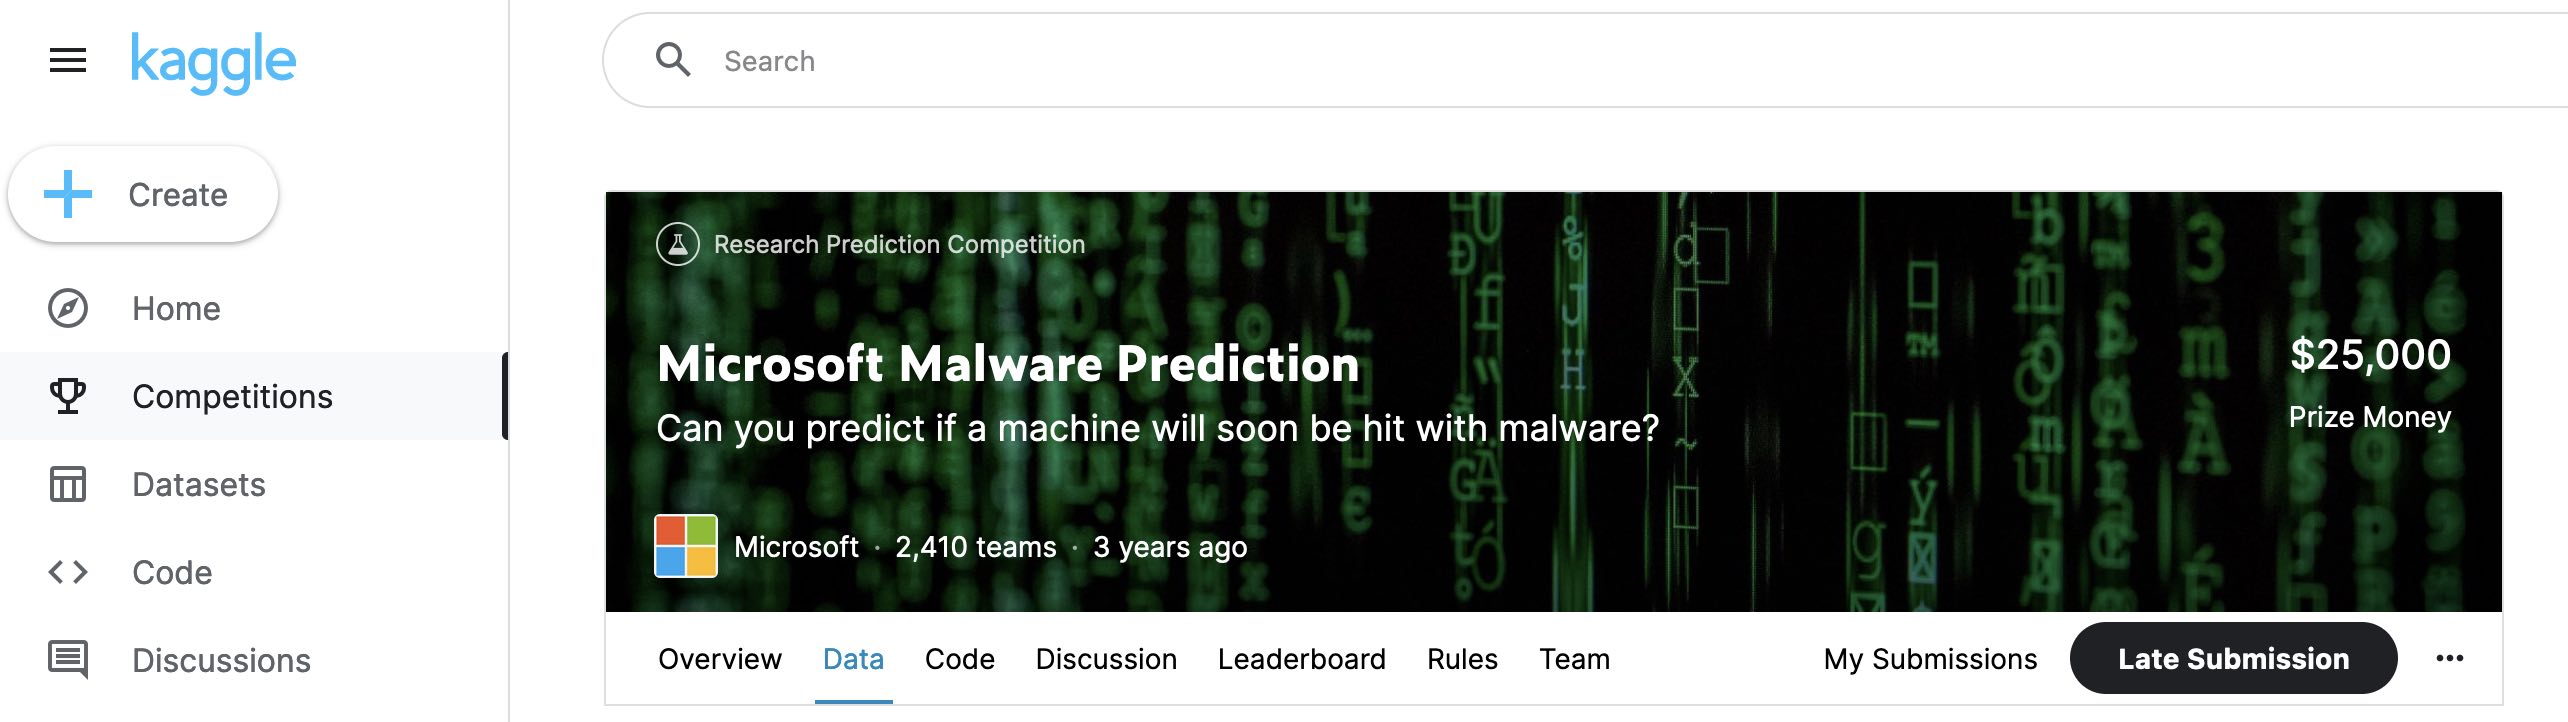 kaggle
Search
Create
Home
Competitions
Datasets
Code
Discussions
Research Prediction Competition
Microsoft Malware Prediction
Can you predict if a machine will soon be hit with malware?
$25,000
Prize Money
Microsoft · 2,410 teams · 3 years ago
Overview Data Code Discussion Leaderboard Rules Team My Submissions Late Submission ···